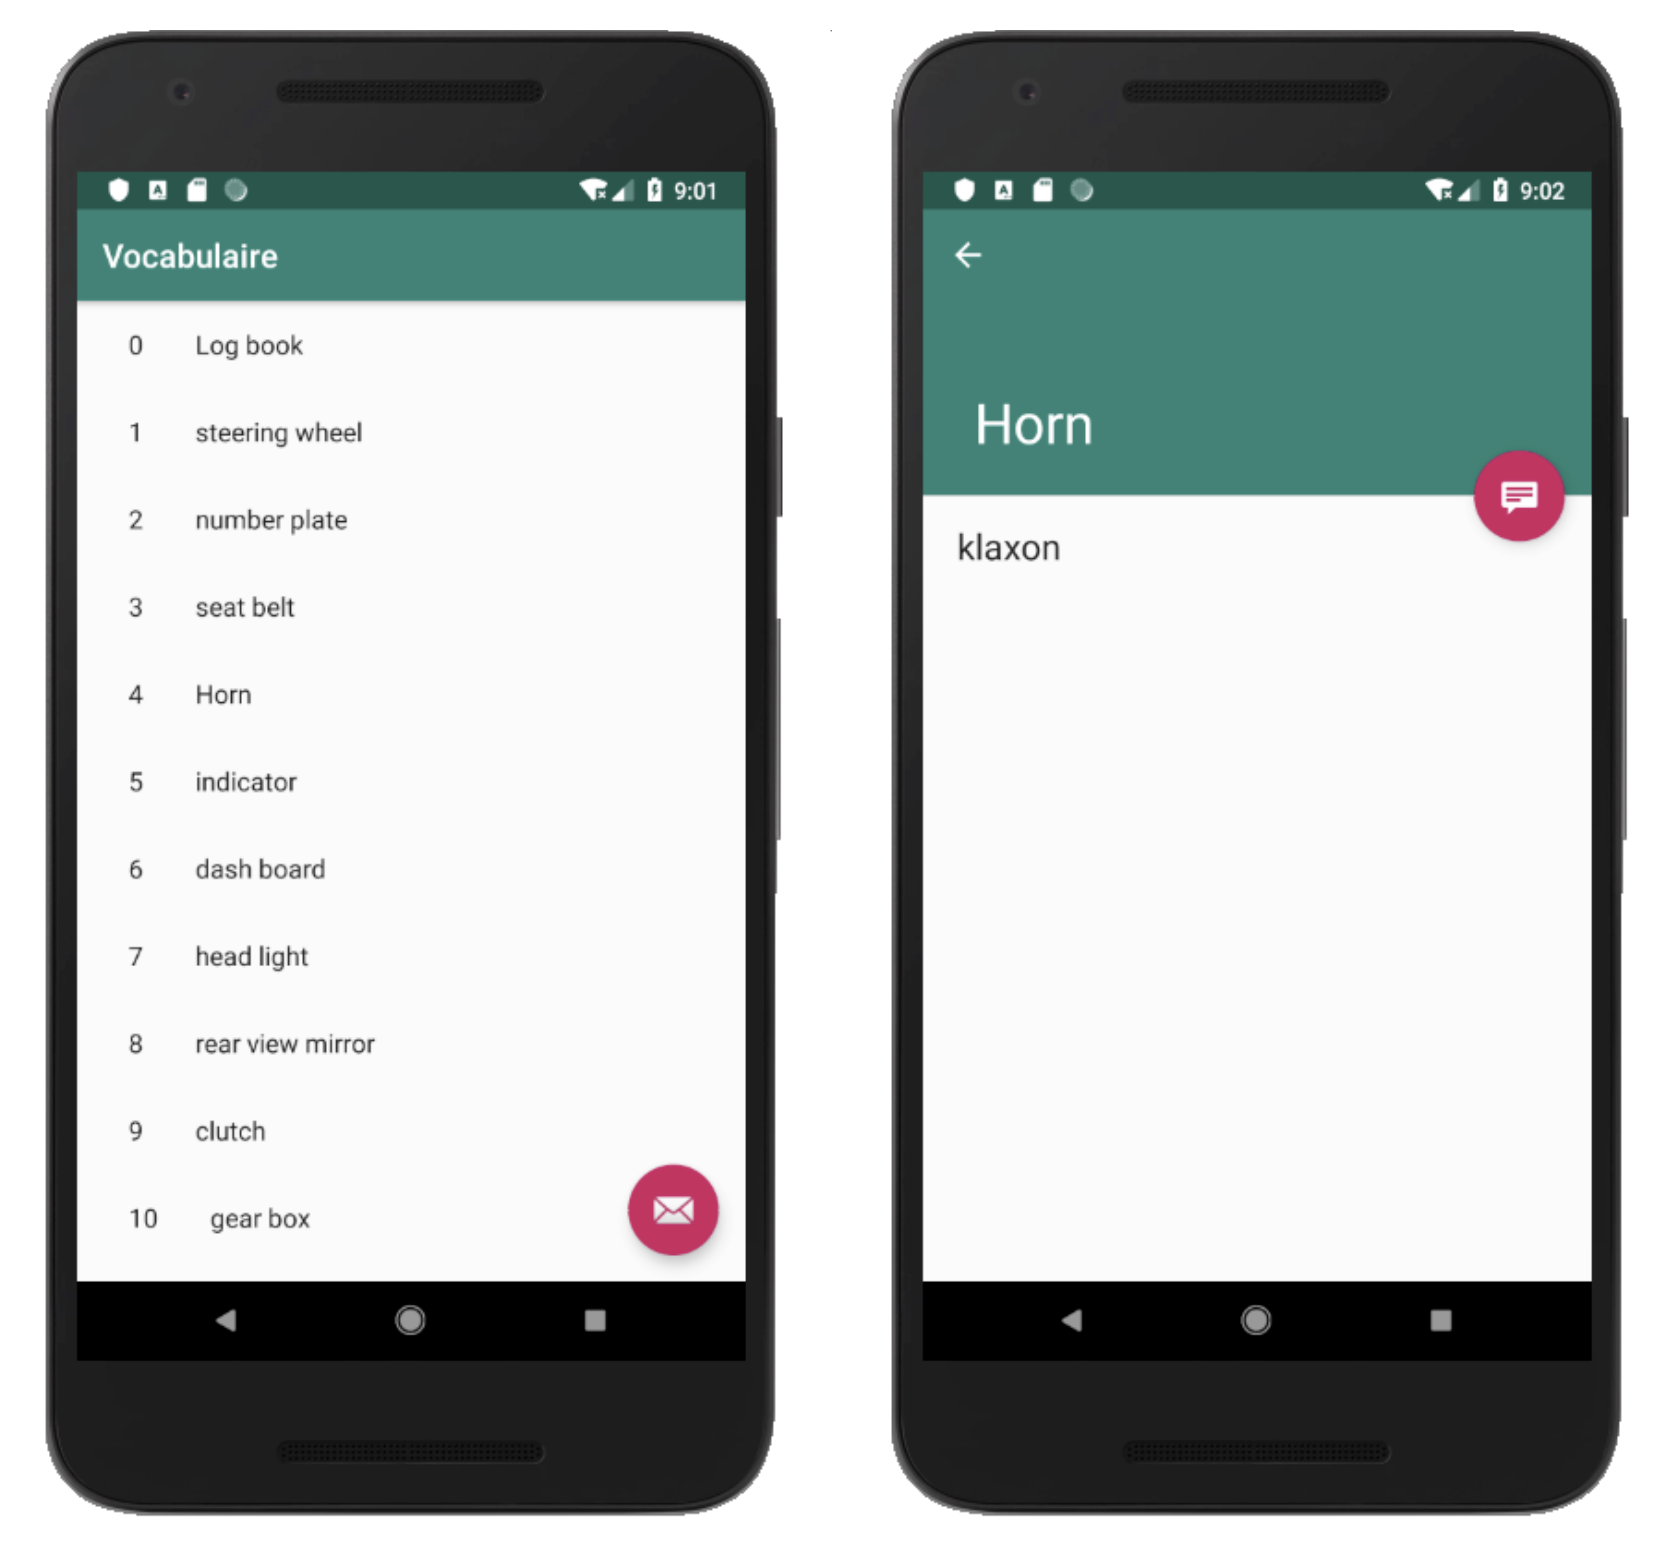 9:01
Vocabulaire
0 Log book
1 steering wheel
2 number plate
3 seat belt
4 Horn
5 indicator
6 dash board
7 head light
8 rear view mirror
9 clutch
10 gear box
9:02
Horn
klaxon